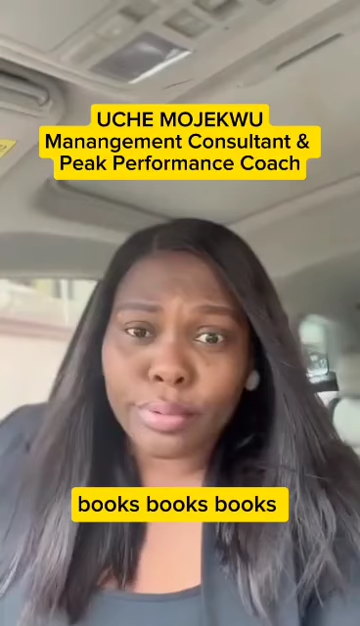 UCHE MOJEKWU
Manangement Consultant &
Peak Performance Coach
books books books